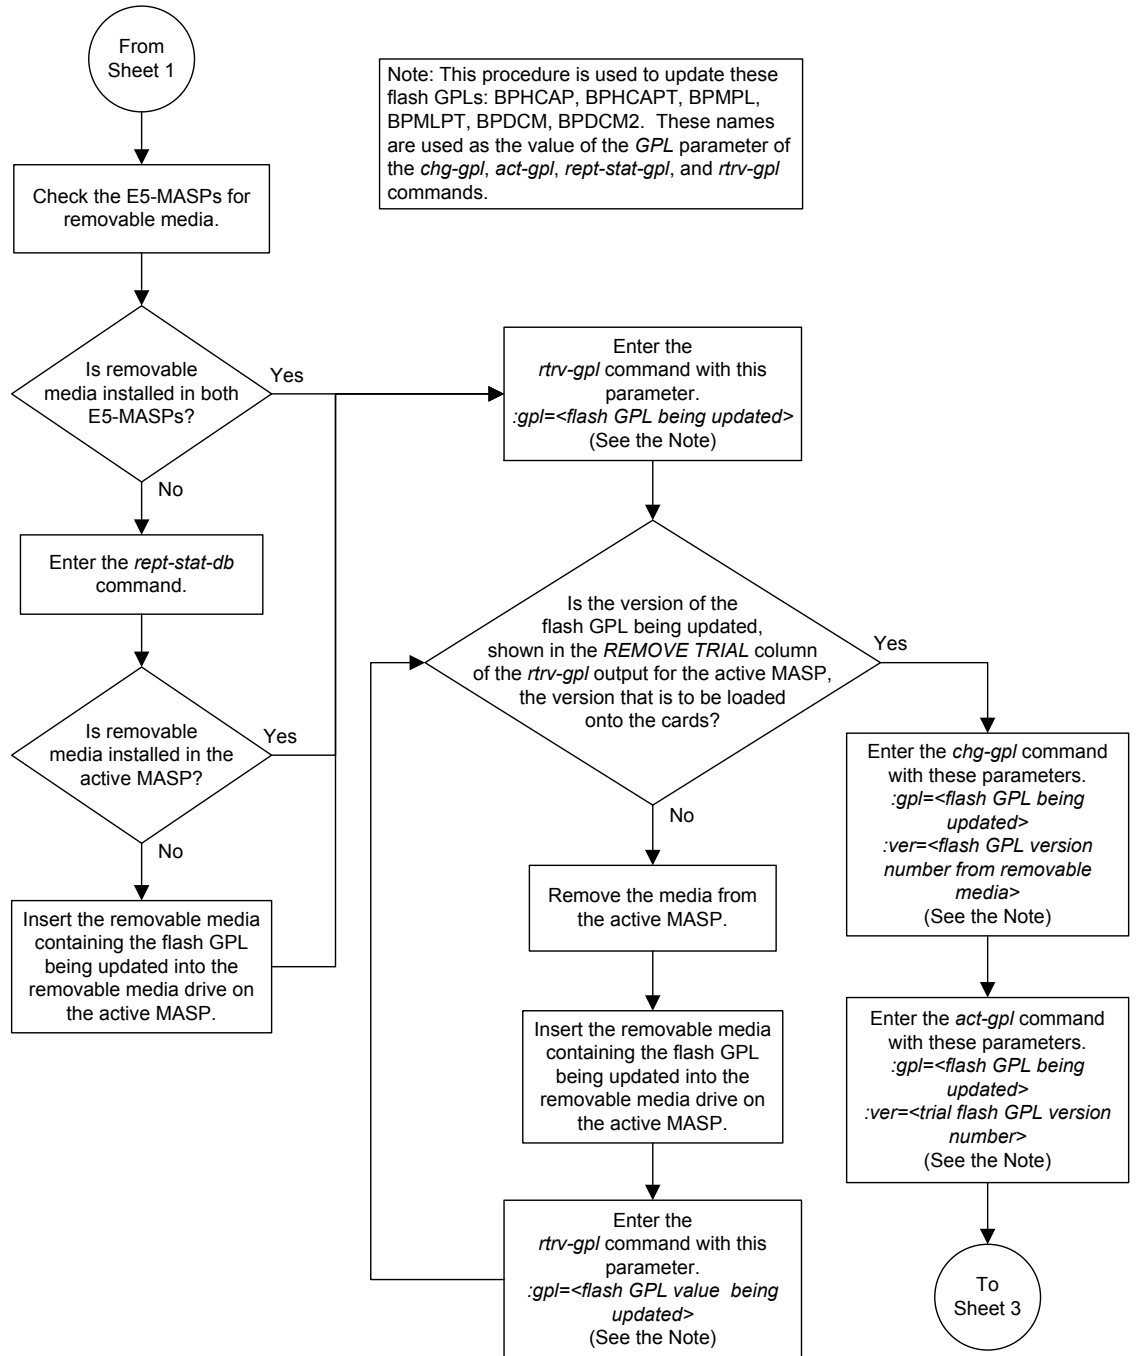 From
Sheet 1
Note: This procedure is used to update these
flash GPLs: BPHCAP, BPHCAPT, BPMPL,
BPMLPT, BPDCM, BPDCM2.  These names
are used as the value of the GPL parameter of
the chg-gpl, act-gpl, rept-stat-gpl, and rtrv-gpl
commands.
Check the E5-MASPs for
removable media.
Is removable
media installed in both
E5-MASPs?
Yes
No
Enter the rept-stat-db
command.
Is removable
media installed in the
active MASP?
Yes
No
Insert the removable media
containing the flash GPL
being updated into the
removable media drive on
the active MASP.
Enter the
rtrv-gpl command with this
parameter.
:gpl=<flash GPL being updated>
(See the Note)
Is the version of the
flash GPL being updated,
shown in the REMOVE TRIAL column
of the rtrv-gpl output for the active MASP,
the version that is to be loaded
onto the cards?
Yes
No
Remove the media from
the active MASP.
Insert the removable media
containing the flash GPL
being updated into the
removable media drive on
the active MASP.
Enter the
rtrv-gpl command with this
parameter.
:gpl=<flash GPL value  being
updated>
(See the Note)
Enter the chg-gpl command
with these parameters.
:gpl=<flash GPL being
updated>
:ver=<flash GPL version
number from removable
media>
(See the Note)
Enter the act-gpl command
with these parameters.
:gpl=<flash GPL being
updated>
:ver=<trial flash GPL version
number>
(See the Note)
To
Sheet 3